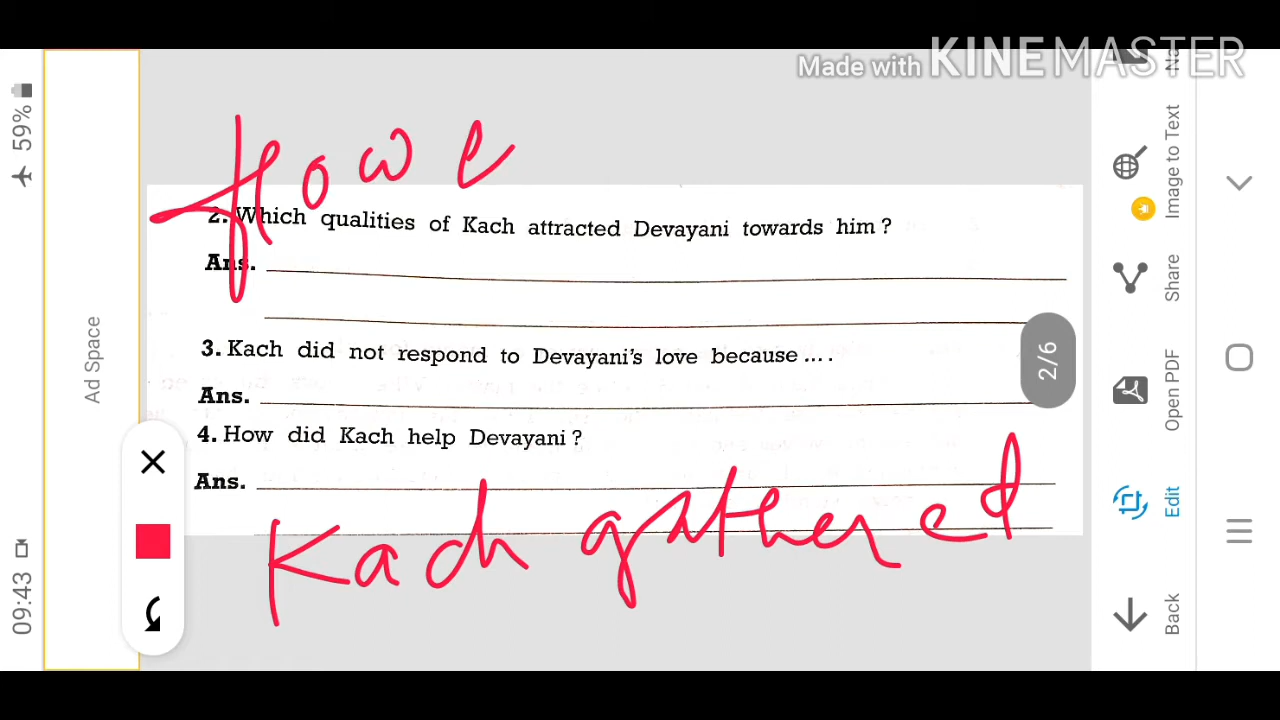 Made with KINEMASTER
59%
09:43
Ad Space
Howe
2. Which qualities of Kach attracted Devayani towards him ?
Ans.
3. Kach did not respond to Devayani's love because ....
Ans.
4. How did Kach help Devayani ?
Ans.
Kach gathered
2/6
Image to Text
Share
Open PDF
Edit
Back